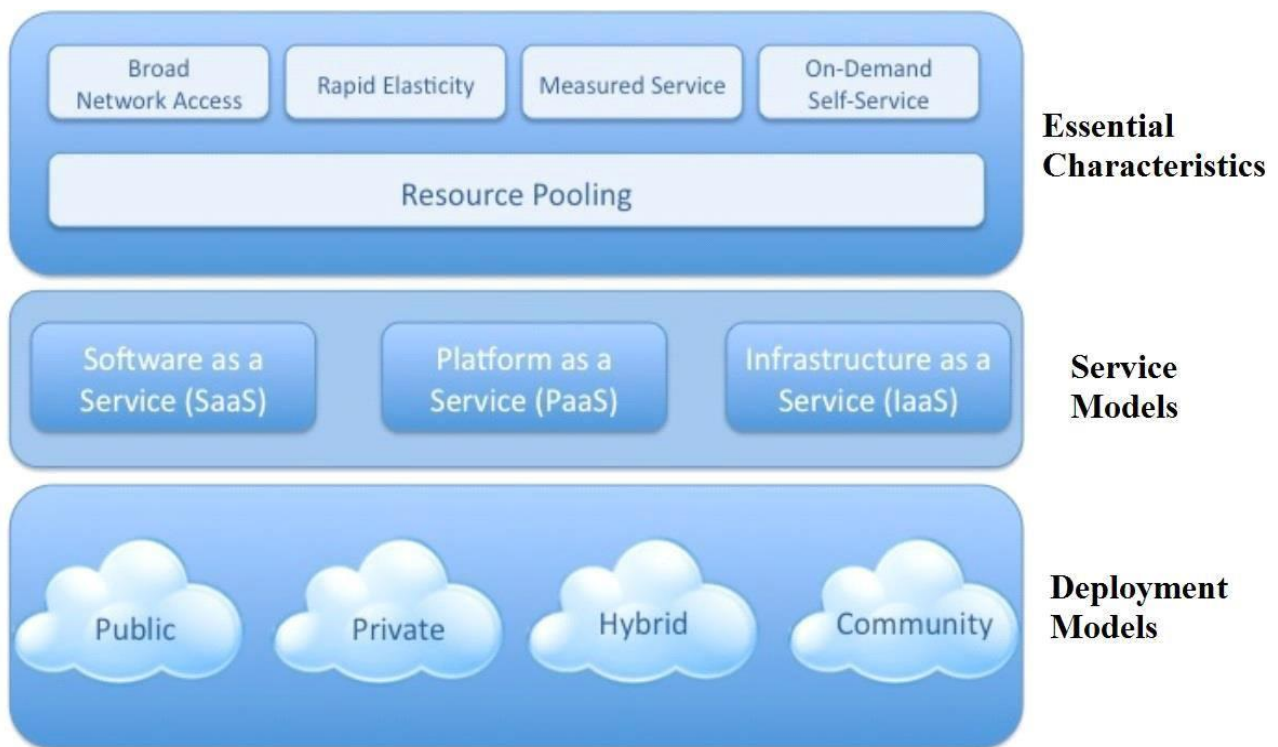 Broad
Network Access
Rapid Elasticity
Measured Service
On-Demand
Self-Service
Essential
Characteristics
Resource Pooling
Software as a
Service (SaaS)
Platform as a
Service (PaaS)
Infrastructure as a
Service (IaaS)
Service
Models
Public
Private
Hybrid
Community
Deployment
Models